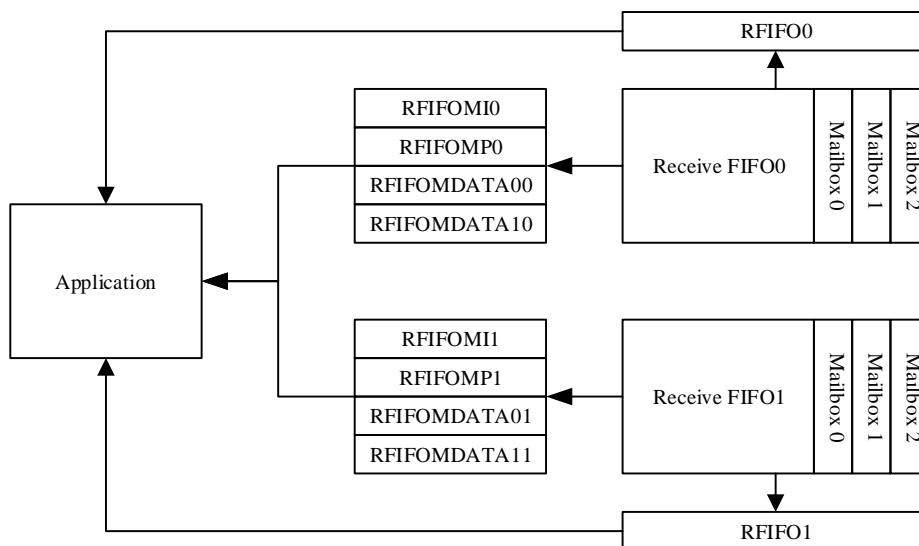 RFIFO0
RFIFOMI0
RFIFOMP0
RFIFOMDATA00
RFIFOMDATA10
Receive FIFO0
Mailbox 0
Mailbox 1
Mailbox 2
Application
RFIFOMI1
RFIFOMP1
RFIFOMDATA01
RFIFOMDATA11
Receive FIFO1
Mailbox 0
Mailbox 1
Mailbox 2
RFIFO1